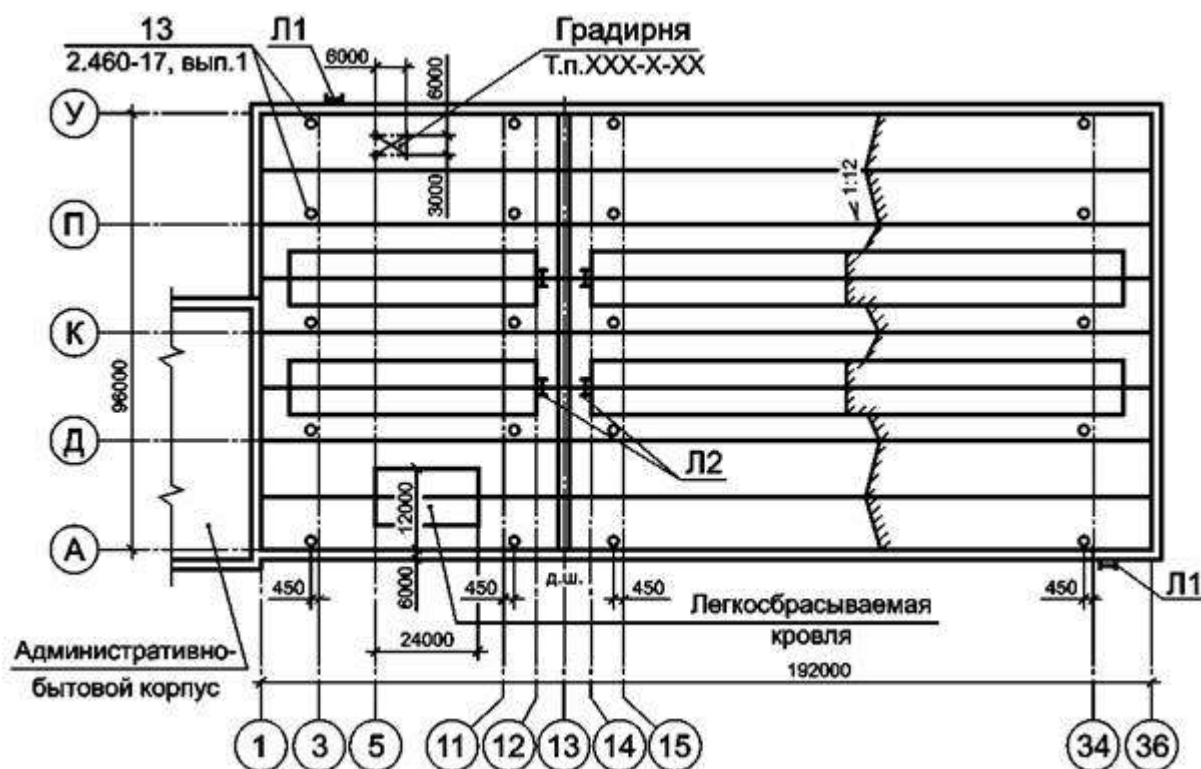 13
2.460-17, вып.1
Л1
Градирня
Т.п.XXX-X-XX
6000
6000
3000
У
П
К
Д
А
96000
1:12
Л2
12000
6000
24000
450
450
д.ш.
450
450
Л1
Легкосбрасываемая
кровля
Административно-
бытовой корпус
192000
1
3
5
11
12
13
14
15
34
36